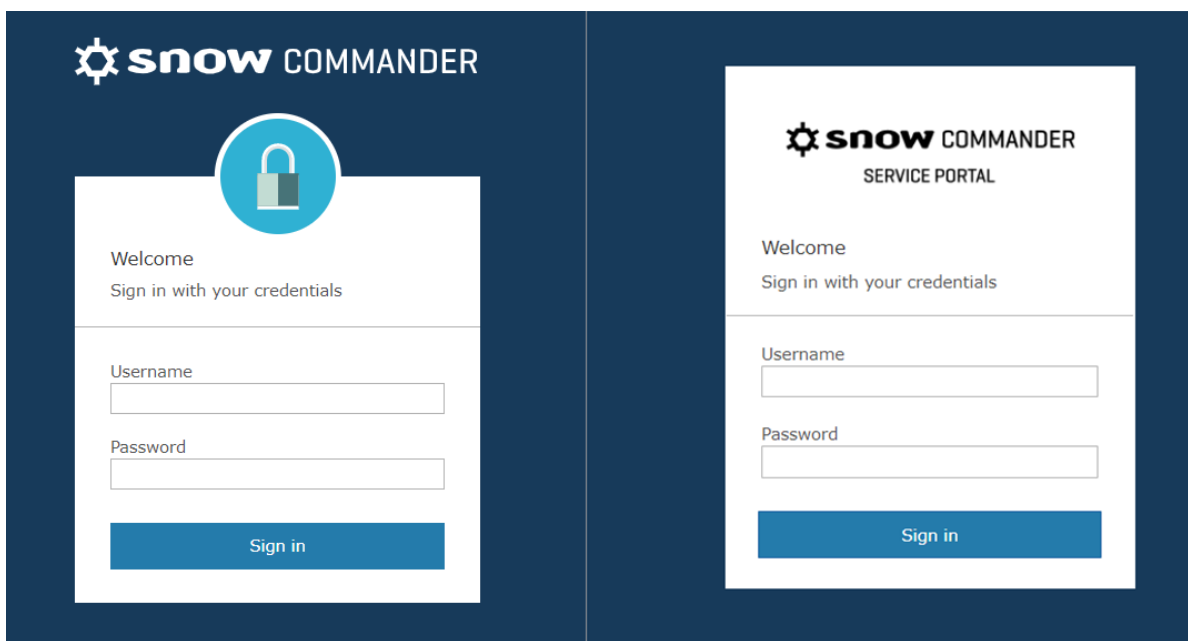 snow COMMANDER
Welcome
Sign in with your credentials
Username
Password
Sign in
snow COMMANDER
SERVICE PORTAL
Welcome
Sign in with your credentials
Username
Password
Sign in